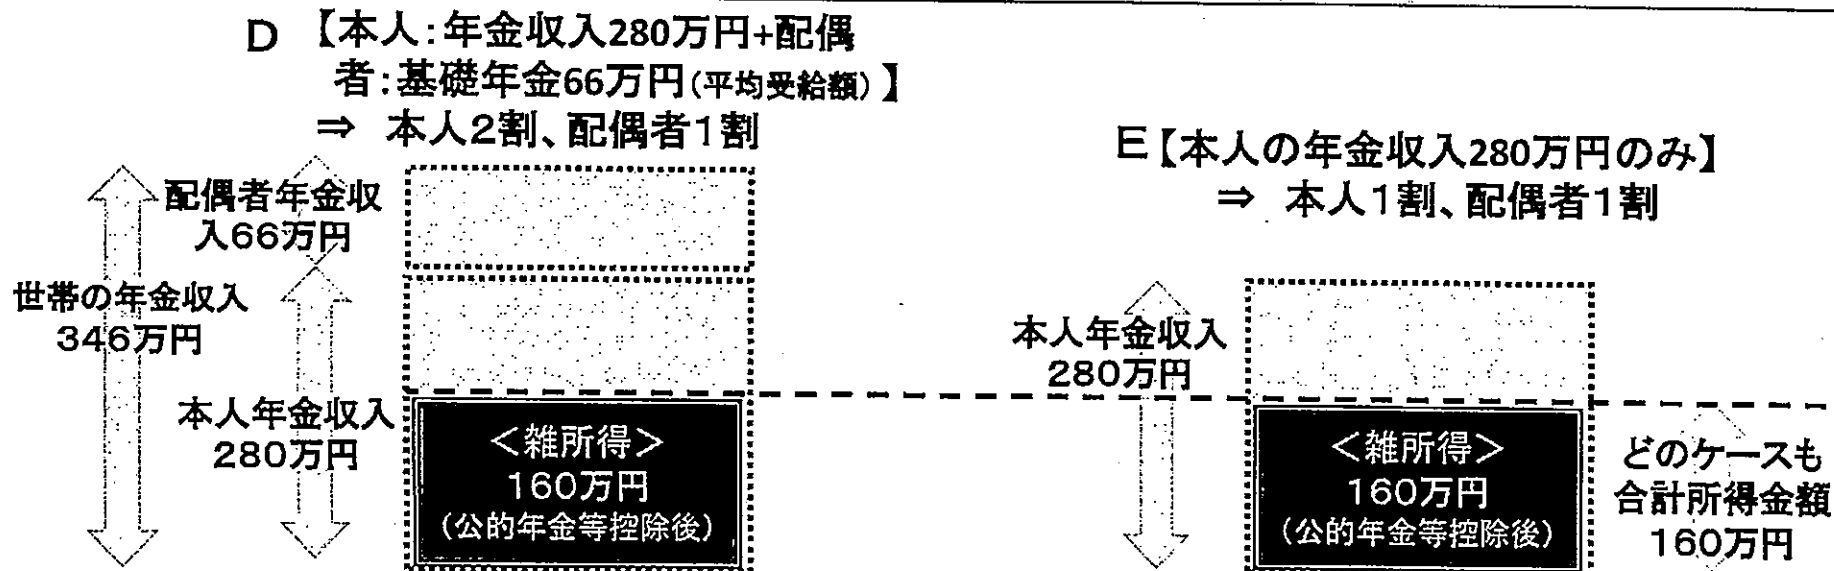 D 【本人:年金収入280万円+配偶
者:基礎年金66万円(平均受給額)】
⇒ 本人2割、配偶者1割
配偶者年金収
入66万円
世帯の年金収入
346万円
本人年金収入
280万円
<雑所得>
160万円
(公的年金等控除後)
E【本人の年金収入280万円のみ】
⇒ 本人1割、配偶者1割
本人年金収入
280万円
<雑所得>
160万円
(公的年金等控除後)
どのケースも
合計所得金額
160万円